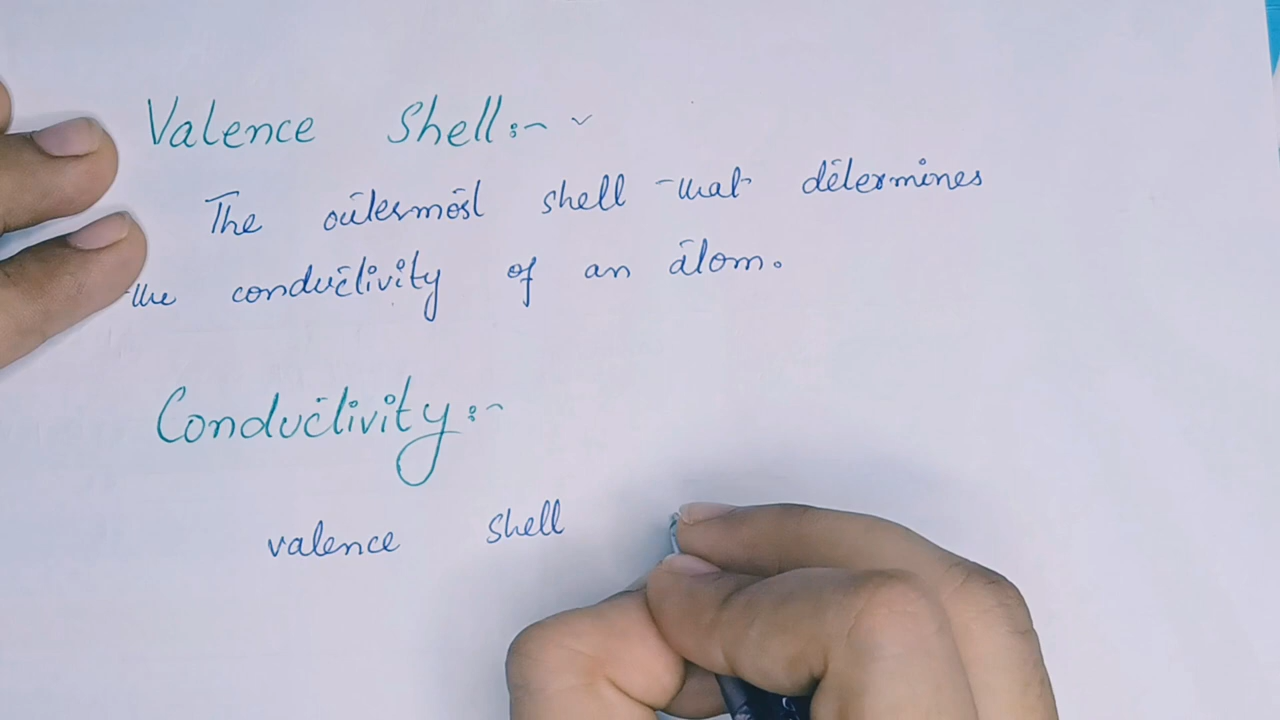 Valence Shell:-
The outermost shell that determines
the conductivity of an atom.
Conductivity:-
valence shell